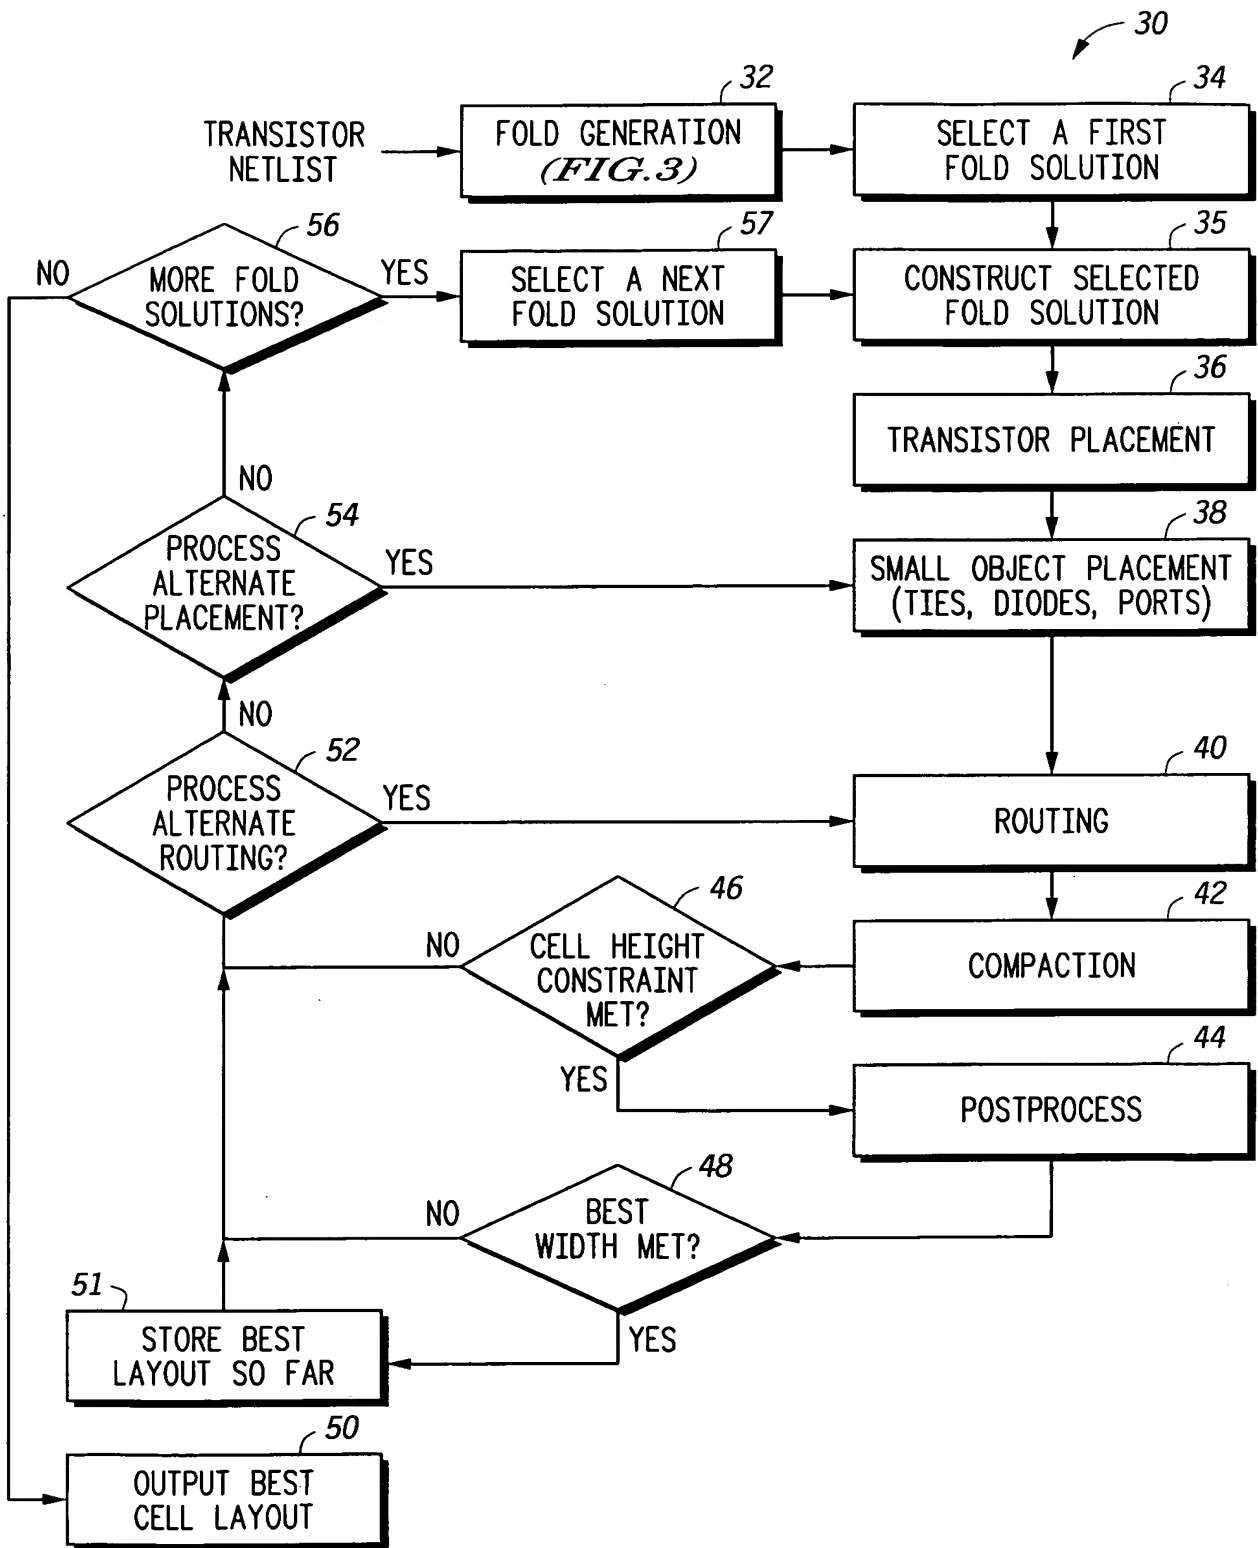 30
32
34
TRANSISTOR
NETLIST
FOLD GENERATION
(FIG.3)
SELECT A FIRST
FOLD SOLUTION
56
57
35
NO
MORE FOLD
SOLUTIONS?
YES
SELECT A NEXT
FOLD SOLUTION
CONSTRUCT SELECTED
FOLD SOLUTION
36
TRANSISTOR PLACEMENT
NO
54
38
PROCESS
ALTERNATE
PLACEMENT?
YES
SMALL OBJECT PLACEMENT
(TIES, DIODES, PORTS)
NO
52
40
PROCESS
ALTERNATE
ROUTING?
YES
ROUTING
46
42
NO
CELL HEIGHT
CONSTRAINT
MET?
COMPACTION
YES
44
POSTPROCESS
48
NO
BEST
WIDTH MET?
51
YES
STORE BEST
LAYOUT SO FAR
50
OUTPUT BEST
CELL LAYOUT